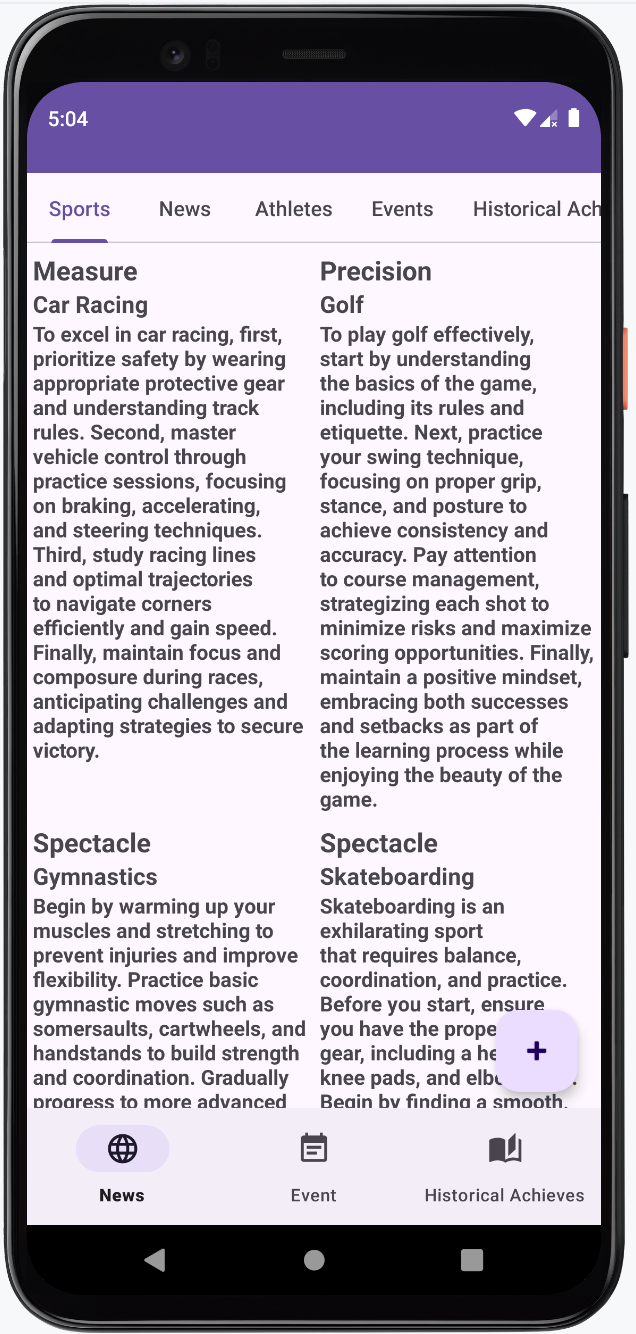 5:04
Sports News Athletes Events Historical Ach
Measure
Car Racing
To excel in car racing, first,
prioritize safety by wearing
appropriate protective gear
and understanding track
rules. Second, master
vehicle control through
practice sessions, focusing
on braking, accelerating,
and steering techniques.
Third, study racing lines
and optimal trajectories
to navigate corners
efficiently and gain speed.
Finally, maintain focus and
composure during races,
anticipating challenges and
adapting strategies to secure
victory.
Precision
Golf
To play golf effectively,
start by understanding
the basics of the game,
including its rules and
etiquette. Next, practice
your swing technique,
focusing on proper grip,
stance, and posture to
achieve consistency and
accuracy. Pay attention
to course management,
strategizing each shot to
minimize risks and maximize
scoring opportunities. Finally,
maintain a positive mindset,
embracing both successes
and setbacks as part of
the learning process while
enjoying the beauty of the
game.
Spectacle
Gymnastics
Begin by warming up your
muscles and stretching to
prevent injuries and improve
flexibility. Practice basic
gymnastic moves such as
somersaults, cartwheels, and
handstands to build strength
and coordination. Gradually
progress to more advanced
Spectacle
Skateboarding
Skateboarding is an
exhilarating sport
that requires balance,
coordination, and practice.
Before you start, ensure
you have the prope
gear, including a he
knee pads, and elbo
Begin by finding a smooth,
+
News Event Historical Achieves